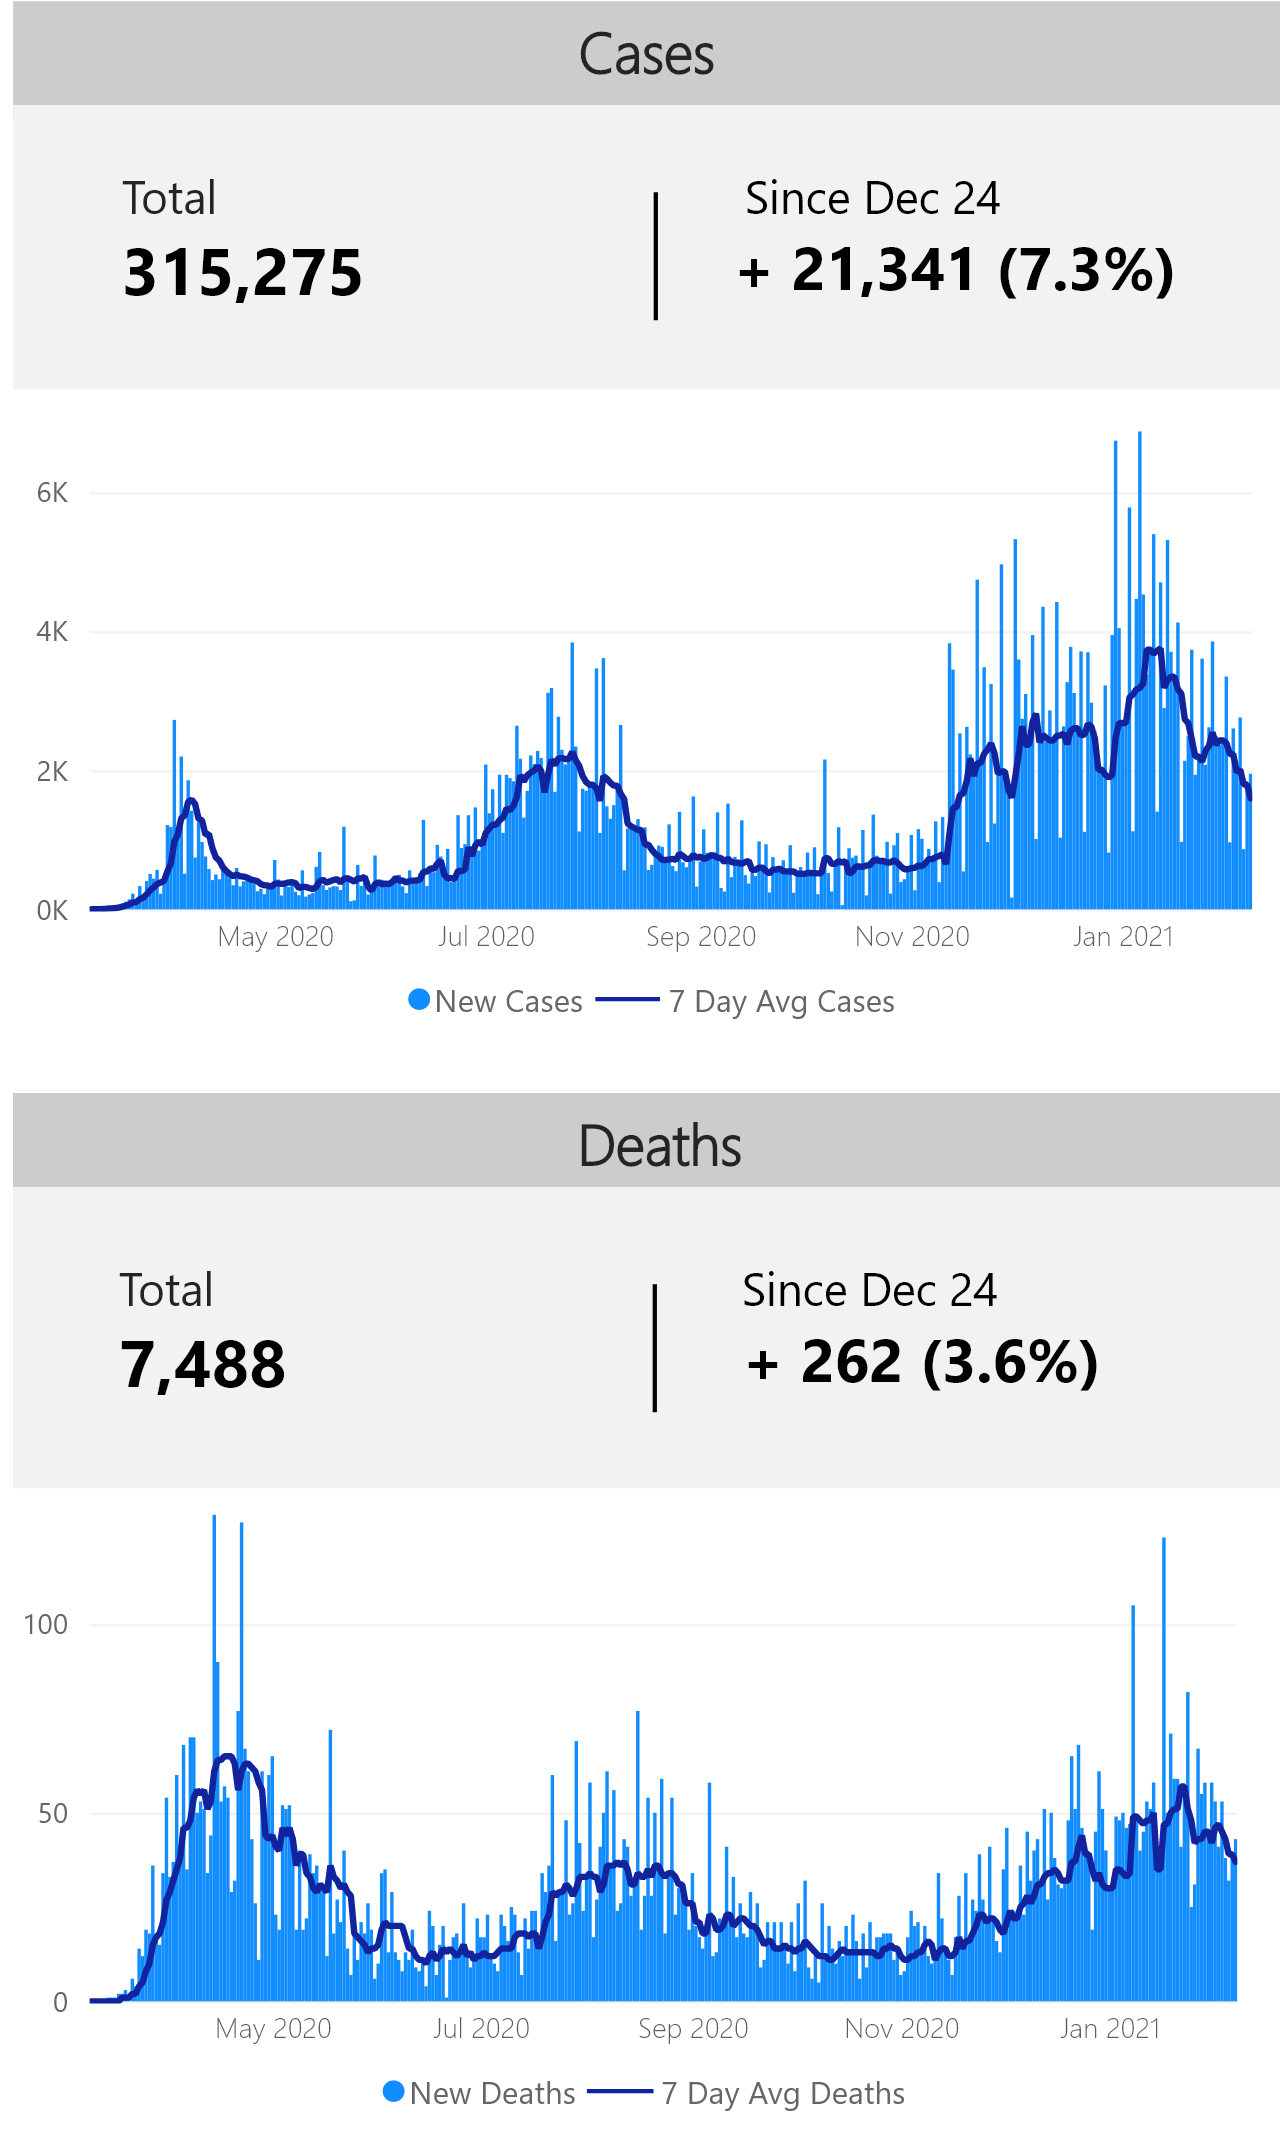 Cases
Total
Since Dec 24
315,275
+ 21,341 (7.3%)
6K
4K
2K
0K
May 2020
Jul 2020
Sep 2020
Nov 2020
Jan 2021
New Cases
7 Day Avg Cases
Deaths
Total
Since Dec 24
7,488
+ 262 (3.6%)
100
50
0
May 2020
Jul 2020
Sep 2020
Nov 2020
Jan 2021
New Deaths
7 Day Avg Deaths